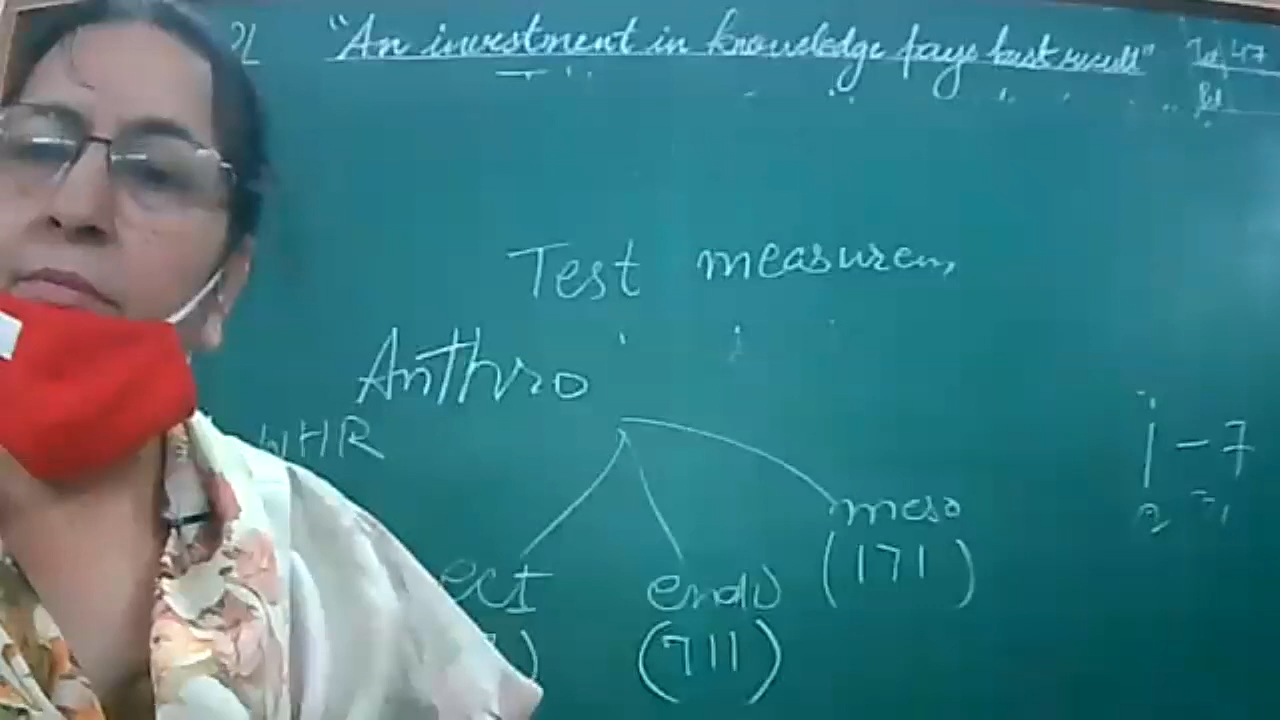 "An investment in knowledge pays best result"
Test measurem
Anthro
WHR
1-7
meso
(171)
ect
endo
(711)